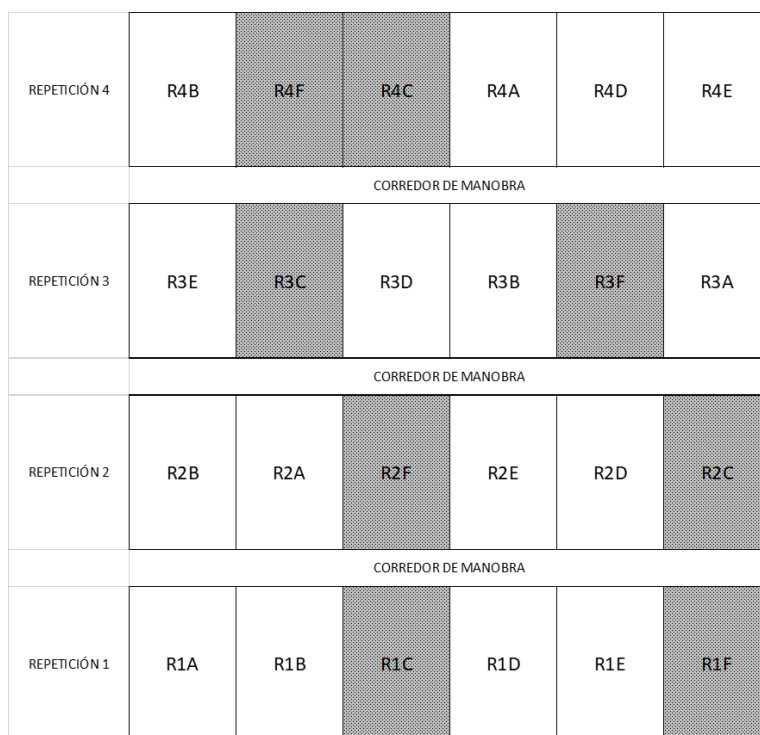 REPETICIÓN 4 R4B R4F R4C R4A R4D R4E
CORREDOR DE MANOBRA
REPETICIÓN 3 R3E R3C R3D R3B R3F R3A
CORREDOR DE MANOBRA
REPETICIÓN 2 R2B R2A R2F R2E R2D R2C
CORREDOR DE MANOBRA
REPETICIÓN 1 R1A R1B R1C R1D R1E R1F